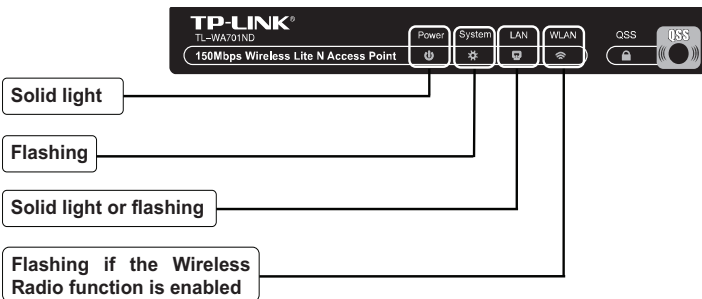 TP-LINK®
TL-WA701ND
150Mbps Wireless Lite N Access Point
Power System LAN WLAN QSS QSS
Solid light
Flashing
Solid light or flashing
Flashing if the Wireless
Radio function is enabled